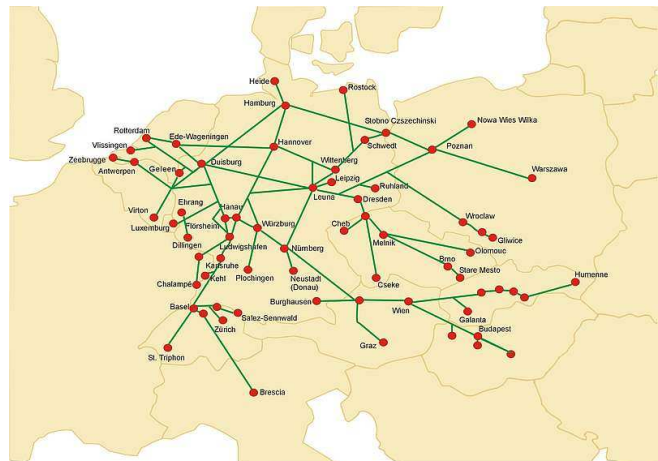 Heide
Rostock
Hamburg
Stobno Czszechinski
Nowa Wies Wilka
Rotterdam
Ede-Wageningen
Hannover
Schwedt
Vlissingen
Poznan
Zeebrugge
Duisburg
Wittenberg
Antwerpen
Geleen
Leipzig
Warszawa
Ruhland
Leuna
Dresden
Ehrang
Hanau
Virton
Wroclaw
Luxemburg
Flörsheim
Würzburg
Cheb
Gliwice
Dillingen
Ludwigshafen
Nürnberg
Melnik
Olomouc
Karlsruhe
Brno
Kehl
Plochingen
Neustadt
(Donau)
Stare Mesto
Humenne
Chalampé
Cseke
Basel
Burghausen
Wien
Galanta
Salez-Sennwald
Zürich
Budapest
St. Triphon
Graz
Brescia